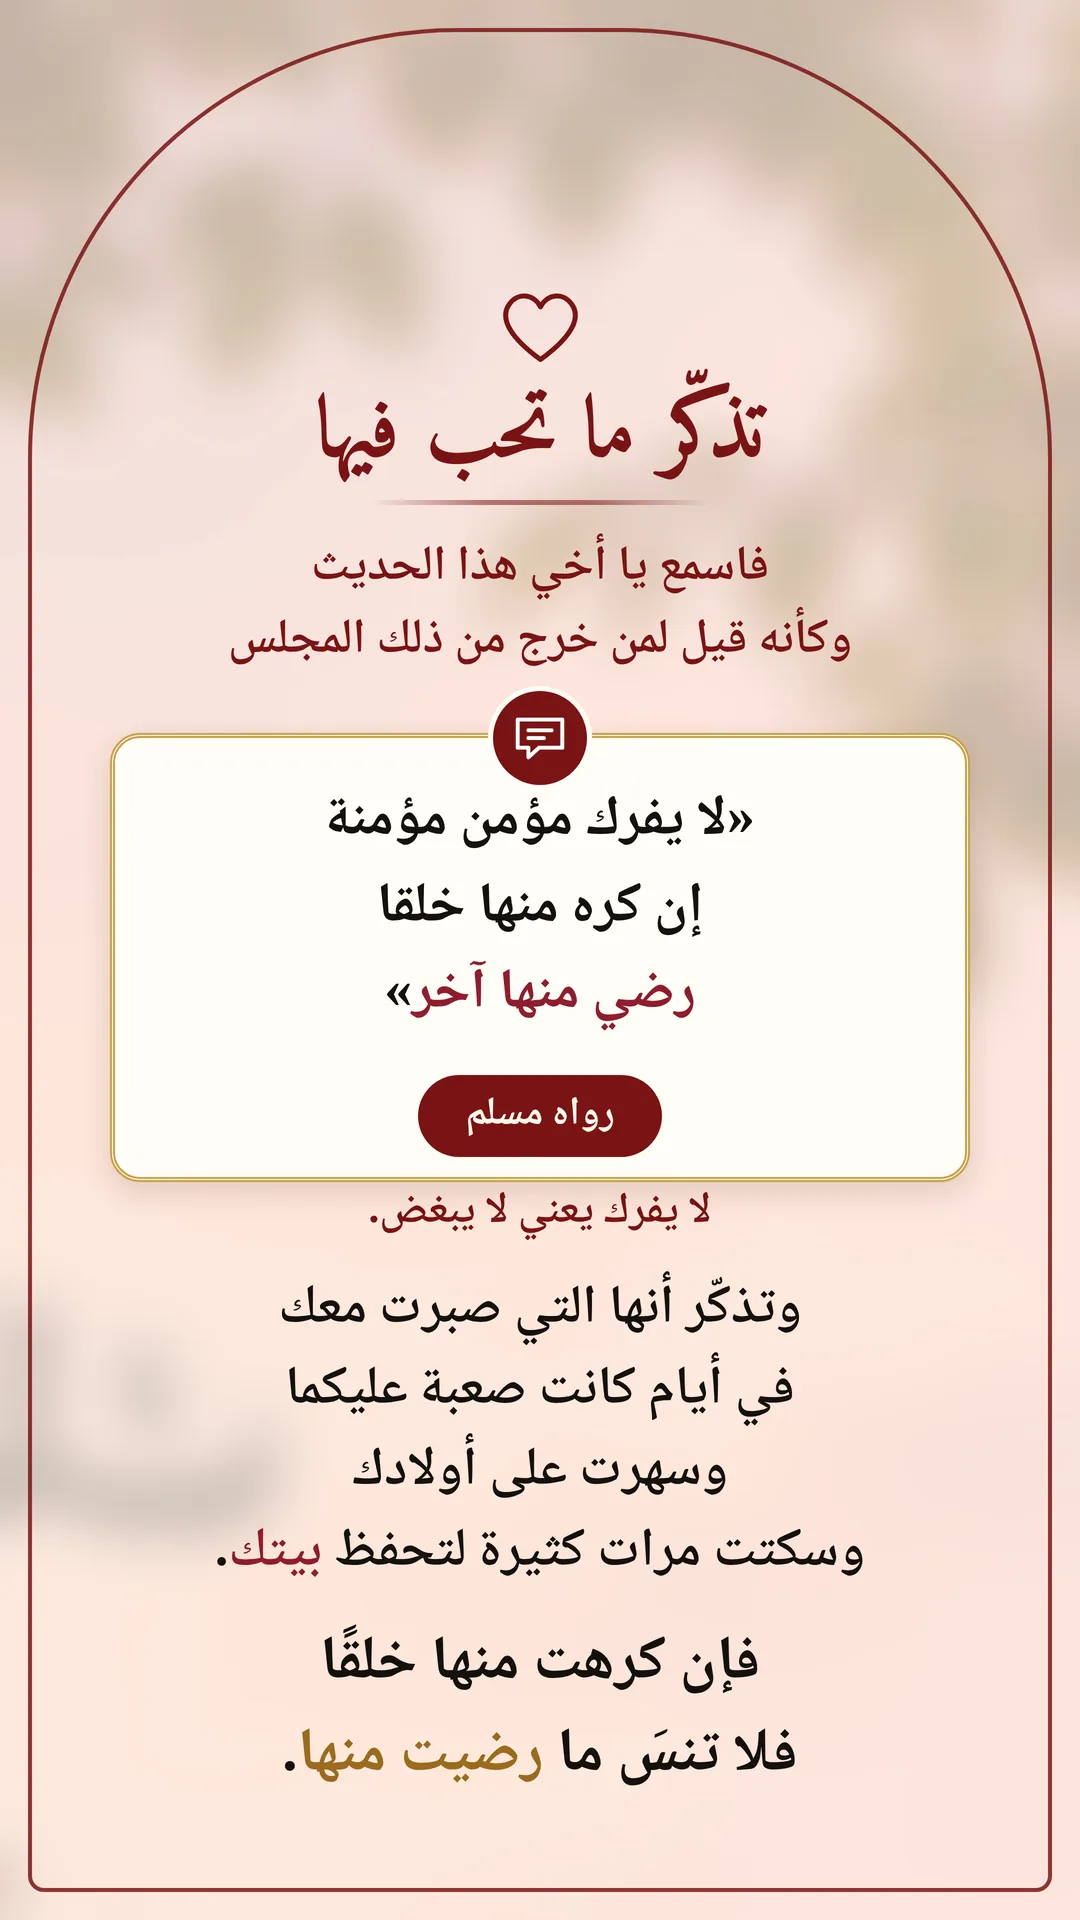 تذكّر ما تحب فيها
فاسمع يا أخي هذا الحديث
وكأنه قيل لمن خرج من ذلك المجلس
«لا يفرك مؤمن مؤمنة
إن كره منها خلقا
رضي منها آخر»
رواه مسلم
لا يفرك يعني لا يبغض.
وتذكّر أنها التي صبرت معك
في أيام كانت صعبة عليكما
وسهرت على أولادك
وسكتت مرات كثيرة لتحفظ بيتك.
فإن كرهت منها خلقًا
فلا تنسَ ما رضيت منها.